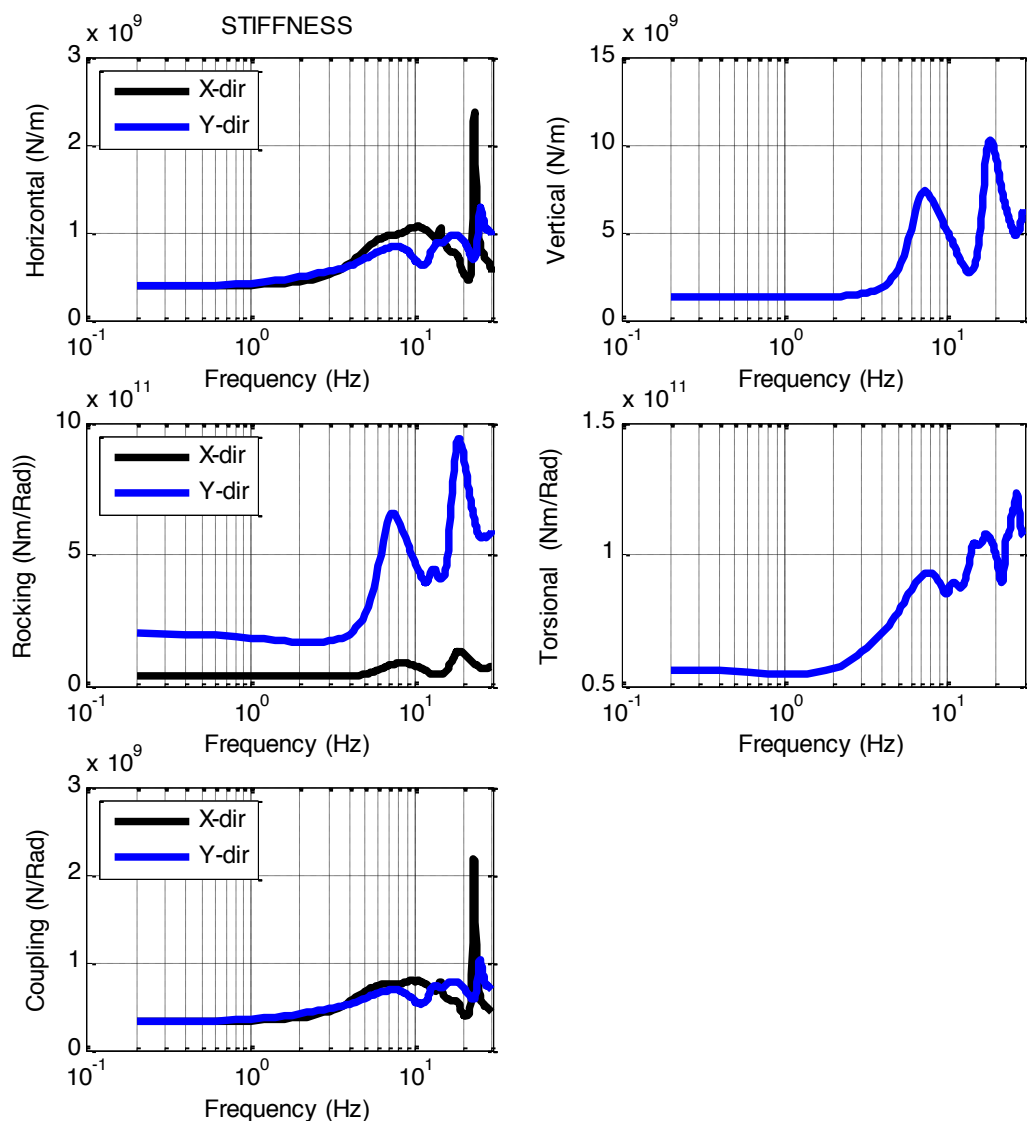 STIFFNESS
x 10^9
3
2
1
0
10^-1
10^0
10^1
Horizontal (N/m)
Frequency (Hz)
X-dir
Y-dir
x 10^9
15
10
5
0
10^-1
10^0
10^1
Vertical (N/m)
Frequency (Hz)
x 10^11
10
5
0
10^-1
10^0
10^1
Rocking (Nm/Rad))
Frequency (Hz)
X-dir
Y-dir
x 10^11
1.5
1
0.5
10^-1
10^0
10^1
Torsional (Nm/Rad)
Frequency (Hz)
x 10^9
3
2
1
0
10^-1
10^0
10^1
Coupling (N/Rad)
Frequency (Hz)
X-dir
Y-dir